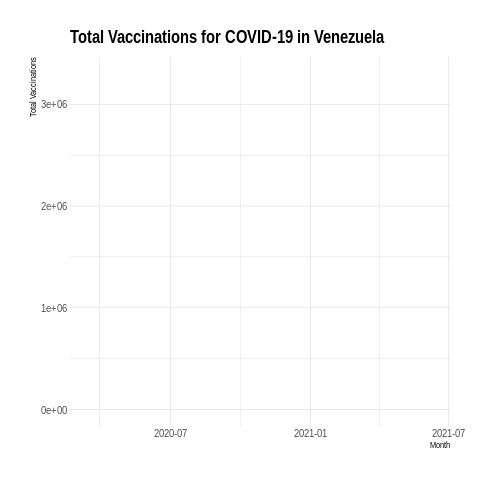 Total Vaccinations for COVID-19 in Venezuela
Total Vaccinations
3e+06
2e+06
1e+06
0e+00
2020-07
2021-01
2021-07
Month